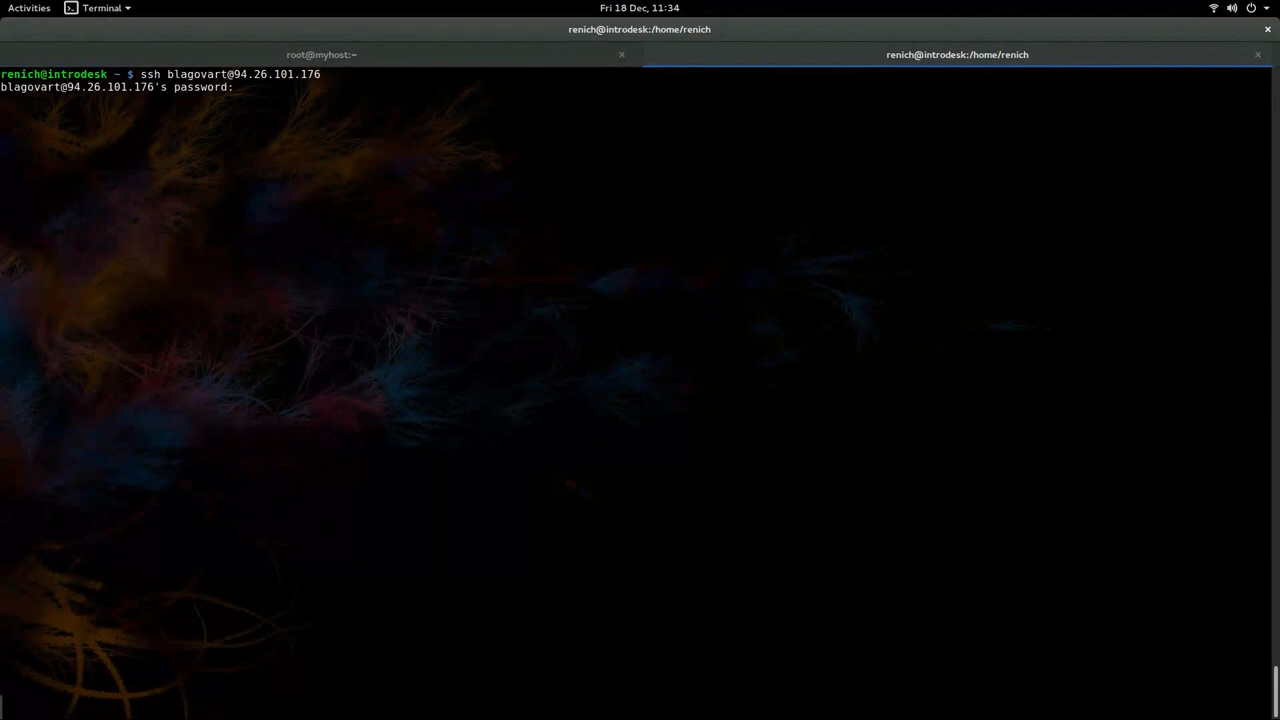 Activities Terminal Fri 18 Dec, 11:34
renich@introdesk:/home/renich
root@myhost:~ renich@introdesk:/home/renich
renich@introdesk ~ $ ssh blagovart@94.26.101.176
blagovart@94.26.101.176's password: